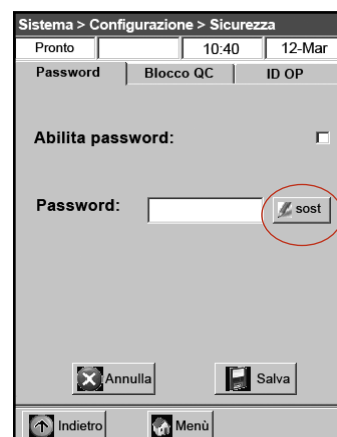 Sistema > Configurazione > Sicurezza
Pronto 10:40 12-Mar
Password Blocco QC ID OP
Abilita password:
Password: sost
Annulla Salva
Indietro Menù